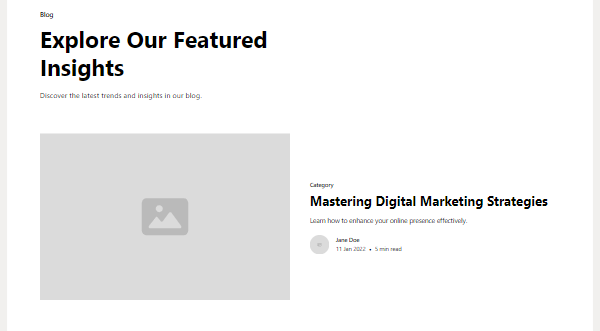 Blog
Explore Our Featured
Insights
Discover the latest trends and insights in our blog.
Category
Mastering Digital Marketing Strategies
Learn how to enhance your online presence effectively.
Jane Doe
11 Jan 2022 • 5 min read